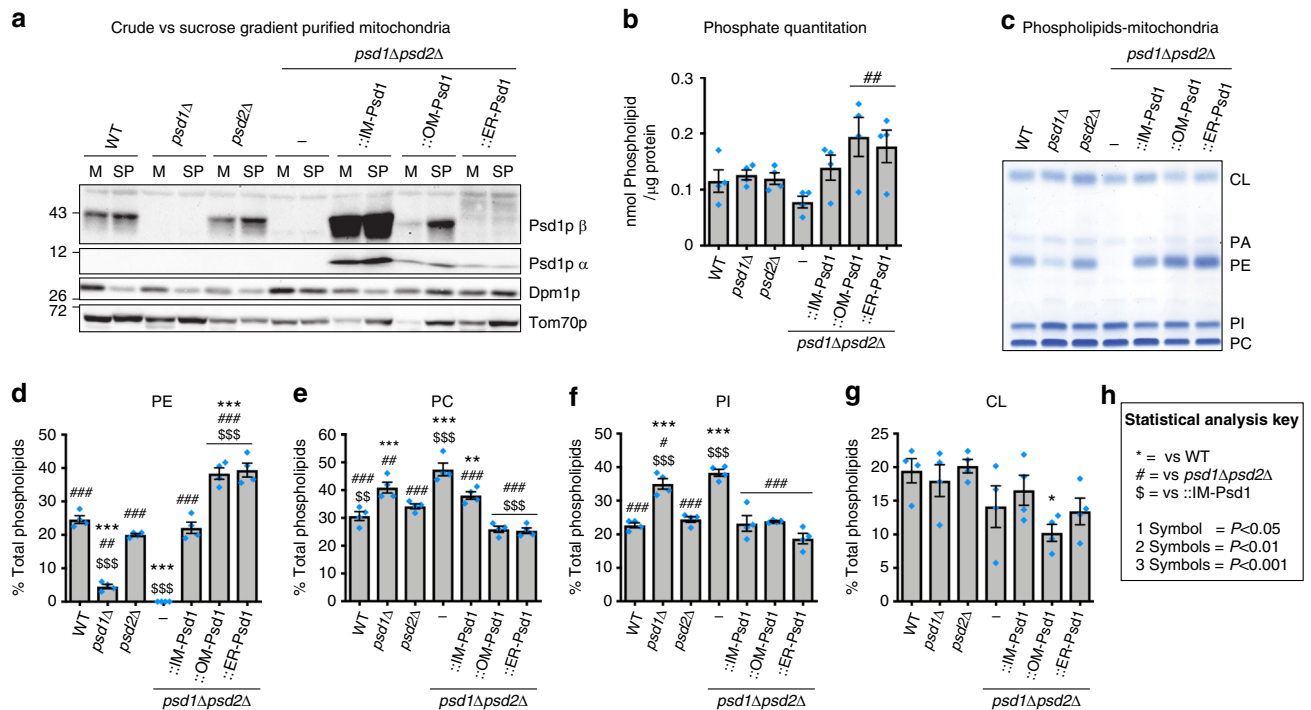 a
Crude vs sucrose gradient purified mitochondria
psd1Δpsd2Δ
WT
psd1Δ
psd2Δ
–
::IM-Psd1
::OM-Psd1
::ER-Psd1
M SP M SP M SP M SP M SP M SP M SP
43
Psd1p β
12
Psd1p α
Dpm1p
26
72
Tom70p
b
Phosphate quantitation
nmol Phospholipid
/µg protein
0.3
0.2
0.1
0
##
WT
psd1Δ
psd2Δ
–
::IM-Psd1
::OM-Psd1
::ER-Psd1
psd1Δpsd2Δ
c
Phospholipids-mitochondria
psd1Δpsd2Δ
WT
psd1Δ
psd2Δ
–
::IM-Psd1
::OM-Psd1
::ER-Psd1
CL
PA
PE
PI
PC
d
PE
% Total phospholipids
50
40
30
20
10
0
###
***
##
$$$
###
***
$$$
###
***
###
$$$
WT
psd1Δ
psd2Δ
–
::IM-Psd1
::OM-Psd1
::ER-Psd1
psd1Δpsd2Δ
e
PC
% Total phospholipids
60
50
40
30
20
10
0
###
$$
***
##
###
***
$$$
**
###
###
$$$
WT
psd1Δ
psd2Δ
–
::IM-Psd1
::OM-Psd1
::ER-Psd1
psd1Δpsd2Δ
f
PI
% Total phospholipids
50
40
30
20
10
0
###
***
#
$$$
###
***
$$$
###
WT
psd1Δ
psd2Δ
–
::IM-Psd1
::OM-Psd1
::ER-Psd1
psd1Δpsd2Δ
g
CL
% Total phospholipids
25
20
15
10
5
0
*
WT
psd1Δ
psd2Δ
–
::IM-Psd1
::OM-Psd1
::ER-Psd1
psd1Δpsd2Δ
h
Statistical analysis key
* = vs WT
# = vs psd1Δpsd2Δ
$ = vs ::IM-Psd1
1 Symbol = P<0.05
2 Symbols = P<0.01
3 Symbols = P<0.001